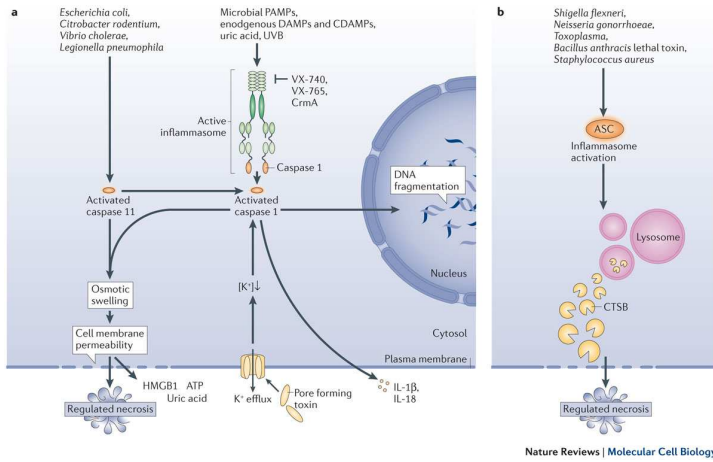 a
Escherichia coli,
Citrobacter rodentium,
Vibrio cholerae,
Legionella pneumophila
Microbial PAMPs,
enodgenous DAMPs and CDAMPs,
uric acid, UVB
VX-740,
VX-765,
CrmA
Active
inflammasome
Caspase 1
Activated
caspase 11
Activated
caspase 1
DNA
fragmentation
Nucleus
Osmotic
swelling
[K⁺]↓
Cytosol
Cell membrane
permeability
Plasma membrane
HMGB1 ATP
Uric acid
K⁺ efflux
Pore forming
toxin
IL-1β,
IL-18
Regulated necrosis
b
Shigella flexneri,
Neisseria gonorrhoeae,
Toxoplasma,
Bacillus anthracis lethal toxin,
Staphylococcus aureus
ASC
Inflammasome
activation
Lysosome
CTSB
Regulated necrosis
Nature Reviews | Molecular Cell Biology